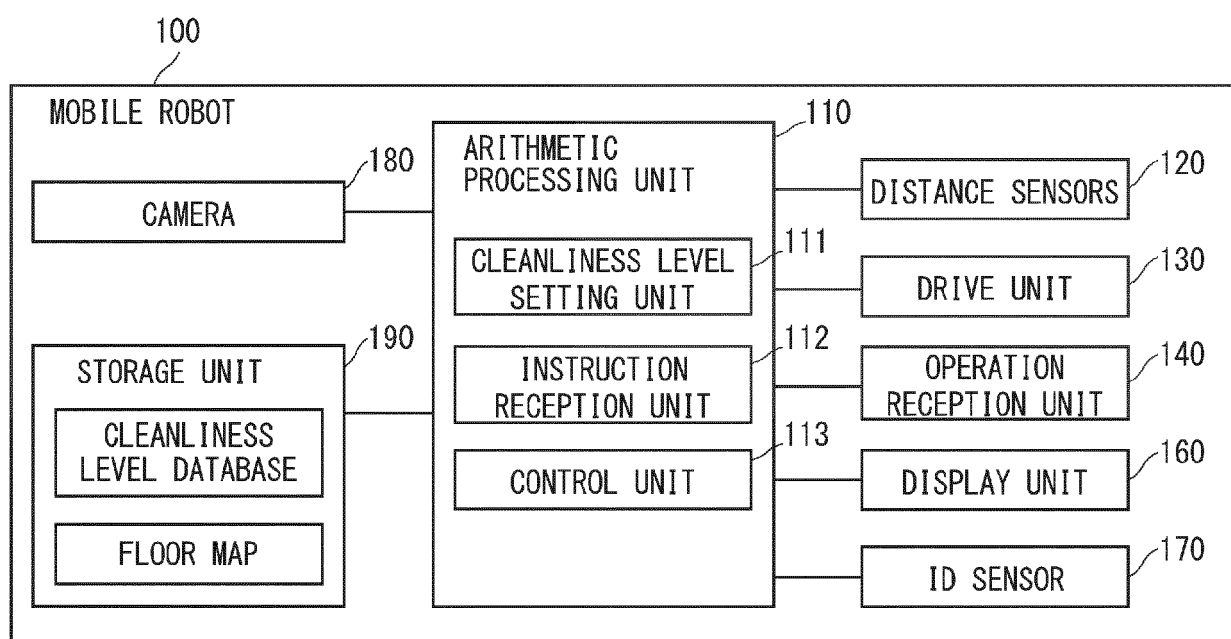 100
MOBILE ROBOT
180
CAMERA
190
STORAGE UNIT
CLEANLINESS
LEVEL DATABASE
FLOOR MAP
110
ARITHMETIC
PROCESSING UNIT
111
CLEANLINESS LEVEL
SETTING UNIT
112
INSTRUCTION
RECEPTION UNIT
113
CONTROL UNIT
120
DISTANCE SENSORS
130
DRIVE UNIT
140
OPERATION
RECEPTION UNIT
160
DISPLAY UNIT
170
ID SENSOR